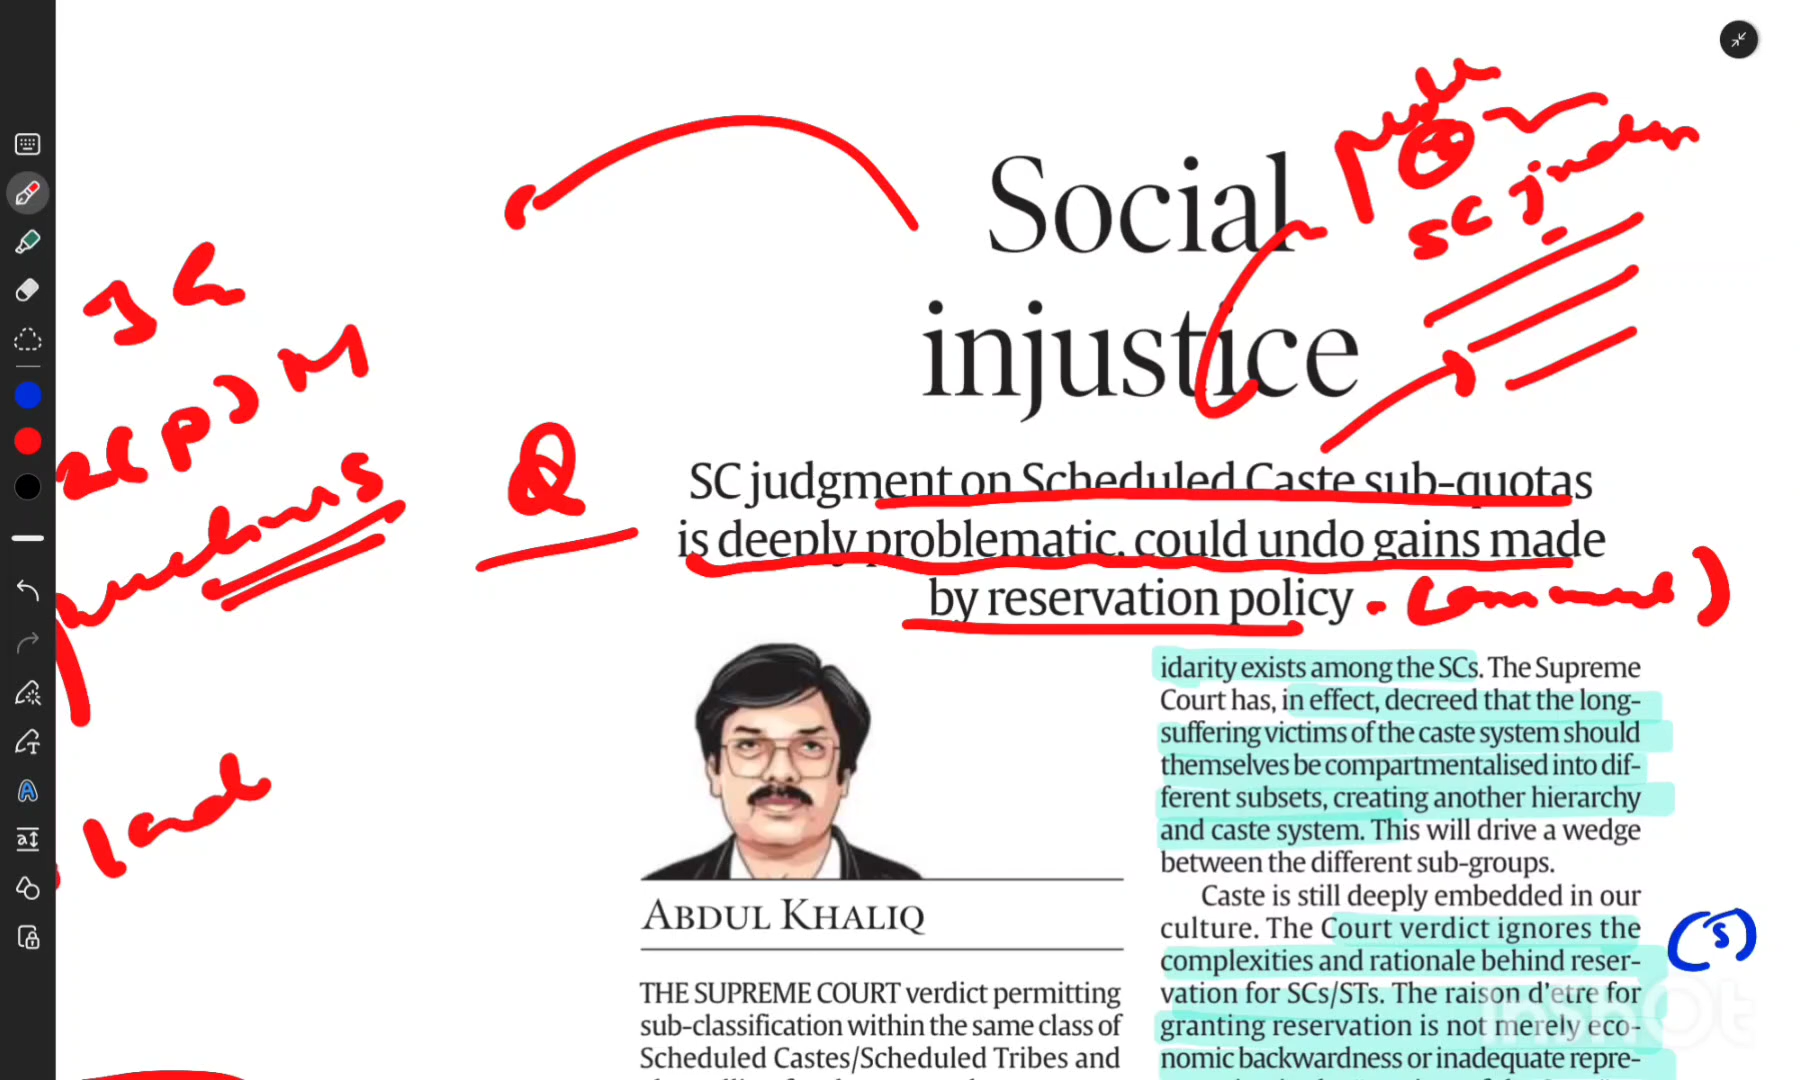 Social
injustice
SC judgment on Scheduled Caste sub-quotas
is deeply problematic, could undo gains made
by reservation policy
Q
SC
ABDUL KHALIQ
THE SUPREME COURT verdict permitting
sub-classification within the same class of
Scheduled Castes/Scheduled Tribes and
idarity exists among the SCs. The Supreme
Court has, in effect, decreed that the long-
suffering victims of the caste system should
themselves be compartmentalised into dif-
ferent subsets, creating another hierarchy
and caste system. This will drive a wedge
between the different sub-groups.
Caste is still deeply embedded in our
culture. The Court verdict ignores the
complexities and rationale behind reser-
vation for SCs/STs. The raison d'etre for
granting reservation is not merely eco-
nomic backwardness or inadequate repre-
(S)
InShOt